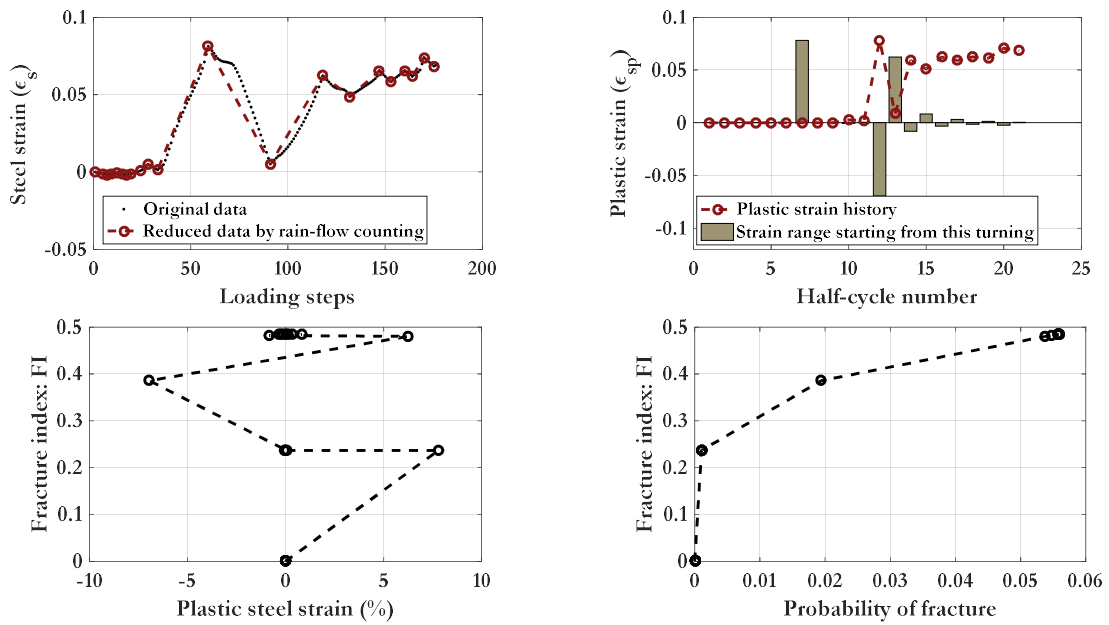 0.1
0.05
0
-0.05
Steel strain (ϵs)
Original data
Reduced data by rain-flow counting
0 50 100 150 200
Loading steps
0.1
0.05
0
-0.05
-0.1
Plastic strain (ϵsp)
Plastic strain history
Strain range starting from this turning
0 5 10 15 20 25
Half-cycle number
0.5
0.4
0.3
0.2
0.1
0
Fracture index: FI
-10 -5 0 5 10
Plastic steel strain (%)
0.5
0.4
0.3
0.2
0.1
0
Fracture index: FI
0 0.01 0.02 0.03 0.04 0.05 0.06
Probability of fracture